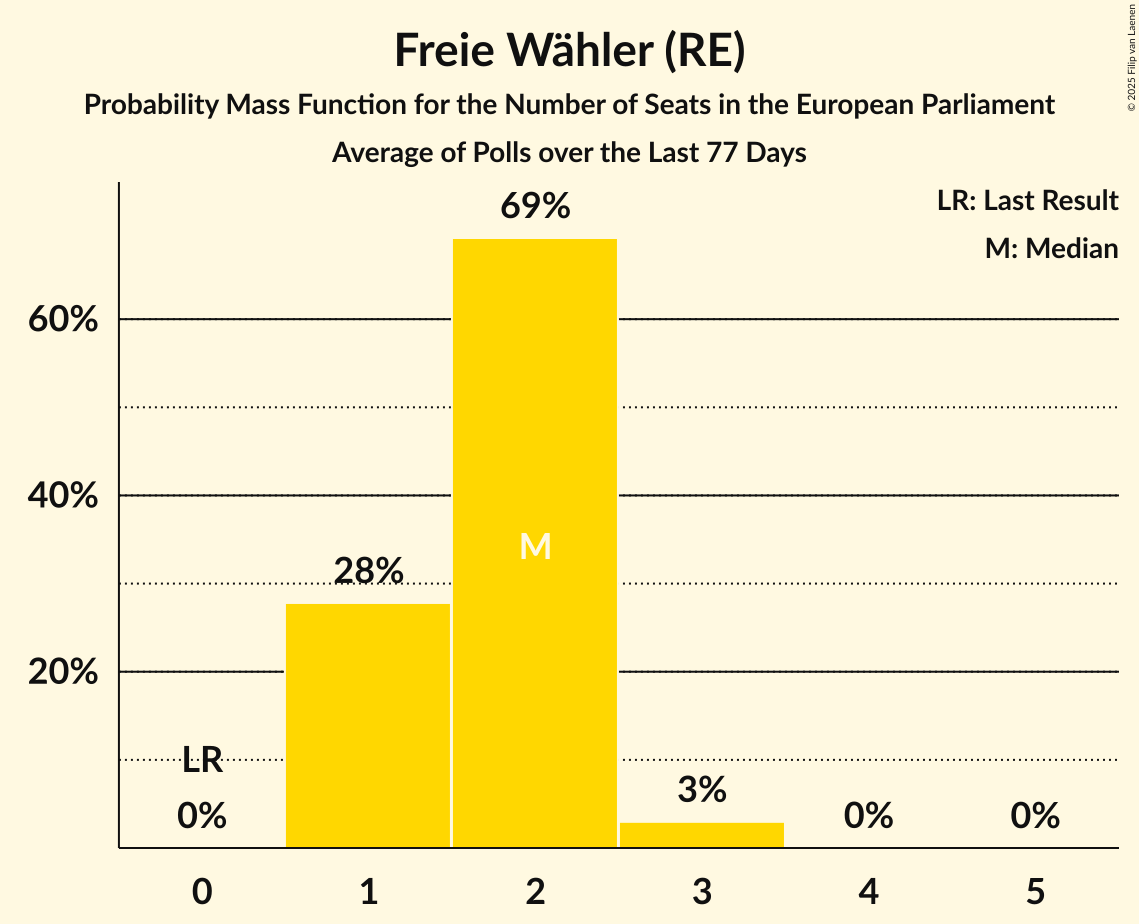 Freie Wähler (RE)
Probability Mass Function for the Number of Seats in the European Parliament
Average of Polls over the Last 77 Days
© 2025 Filip van Laenen
LR: Last Result
M: Median
69%
60%
40%
M
28%
20%
LR
0%
3%
0%
0%
0 1 2 3 4 5